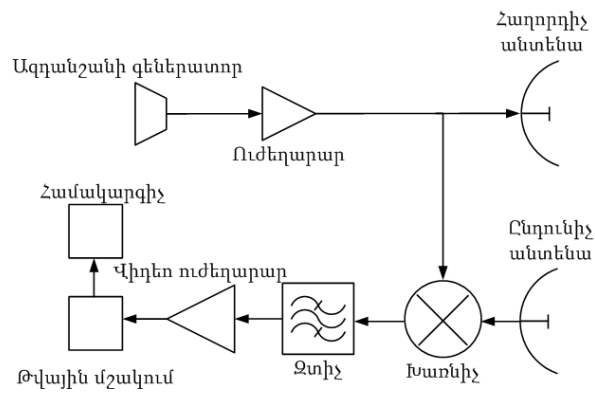 Հաղորդիչ
անտենա
Ազդանշանի գեներատոր
Ուժեղարար
Համակարգիչ
Ընդունիչ
անտենա
Վիդեո ուժեղարար
Զտիչ
Խառնիչ
Թվային մշակում